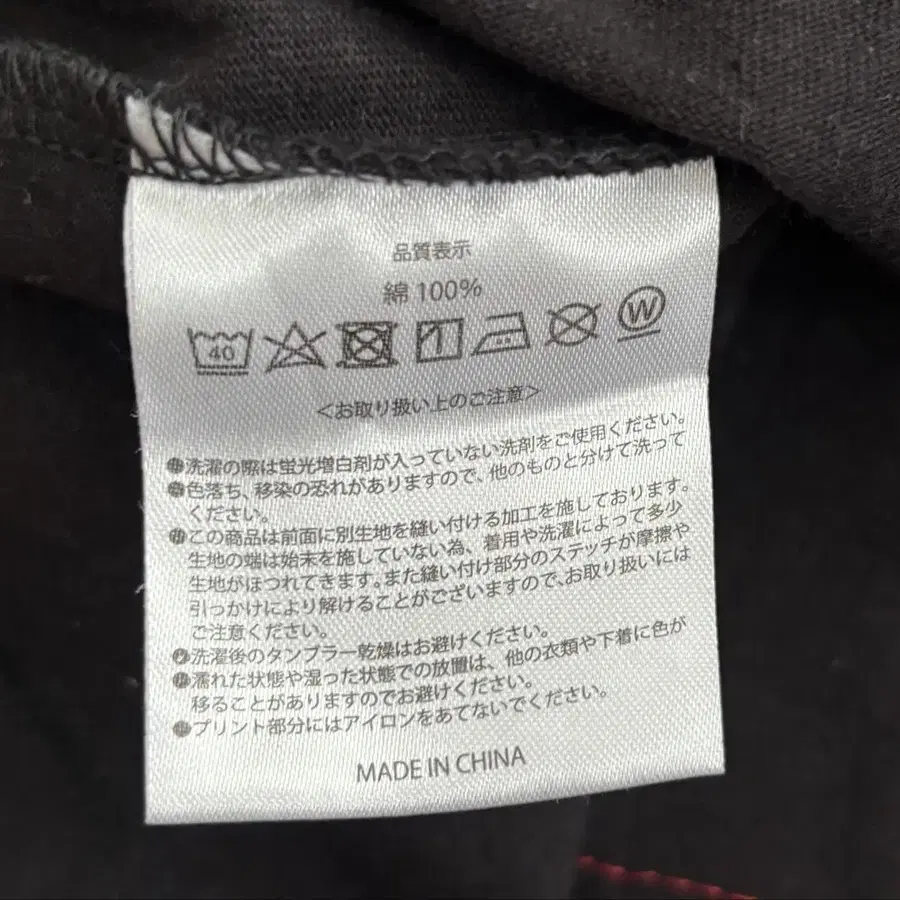 品質表示
綿 100%
40
W
＜お取り扱い上のご注意＞
●洗濯の際は蛍光増白剤が入っていない洗剤をご使用ください。
●色落ち、移染の恐れがありますので、他のものと分けて洗って
ください。
●この商品は前面に別生地を縫い付ける加工を施しております。
生地の端は始末を施していない為、着用や洗濯によって多少
生地がほつれてきます。また縫い付け部分のステッチが摩擦や
引っかけにより解けることがございますので、お取り扱いには
ご注意ください。
●洗濯後のタンブラー乾燥はお避けください。
●濡れた状態や湿った状態での放置は、他の衣類や下着に色が
移ることがありますのでお避けください。
●プリント部分にはアイロンをあてないでください。
MADE IN CHINA